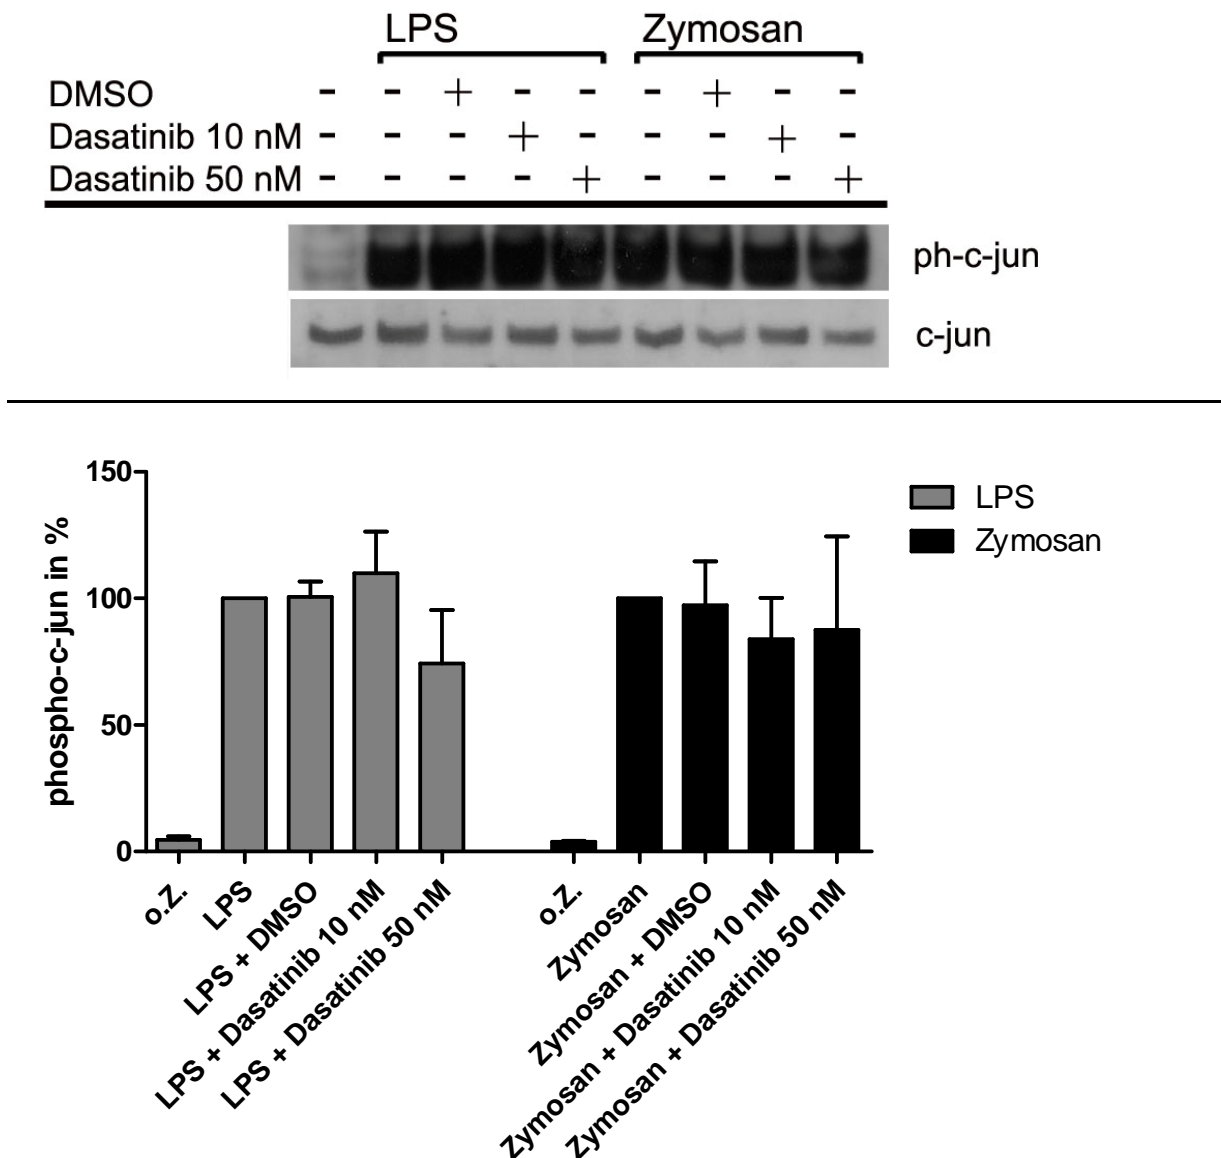 LPS Zymosan
DMSO - - + - - - + - -
Dasatinib 10 nM - - - + - - - + -
Dasatinib 50 nM - - - - + - - - +
ph-c-jun
c-jun
150
100
50
0
phospho-c-jun in %
LPS
Zymosan
o.Z.
LPS
LPS + DMSO
LPS + Dasatinib 10 nM
LPS + Dasatinib 50 nM
o.Z.
Zymosan
Zymosan + DMSO
Zymosan + Dasatinib 10 nM
Zymosan + Dasatinib 50 nM